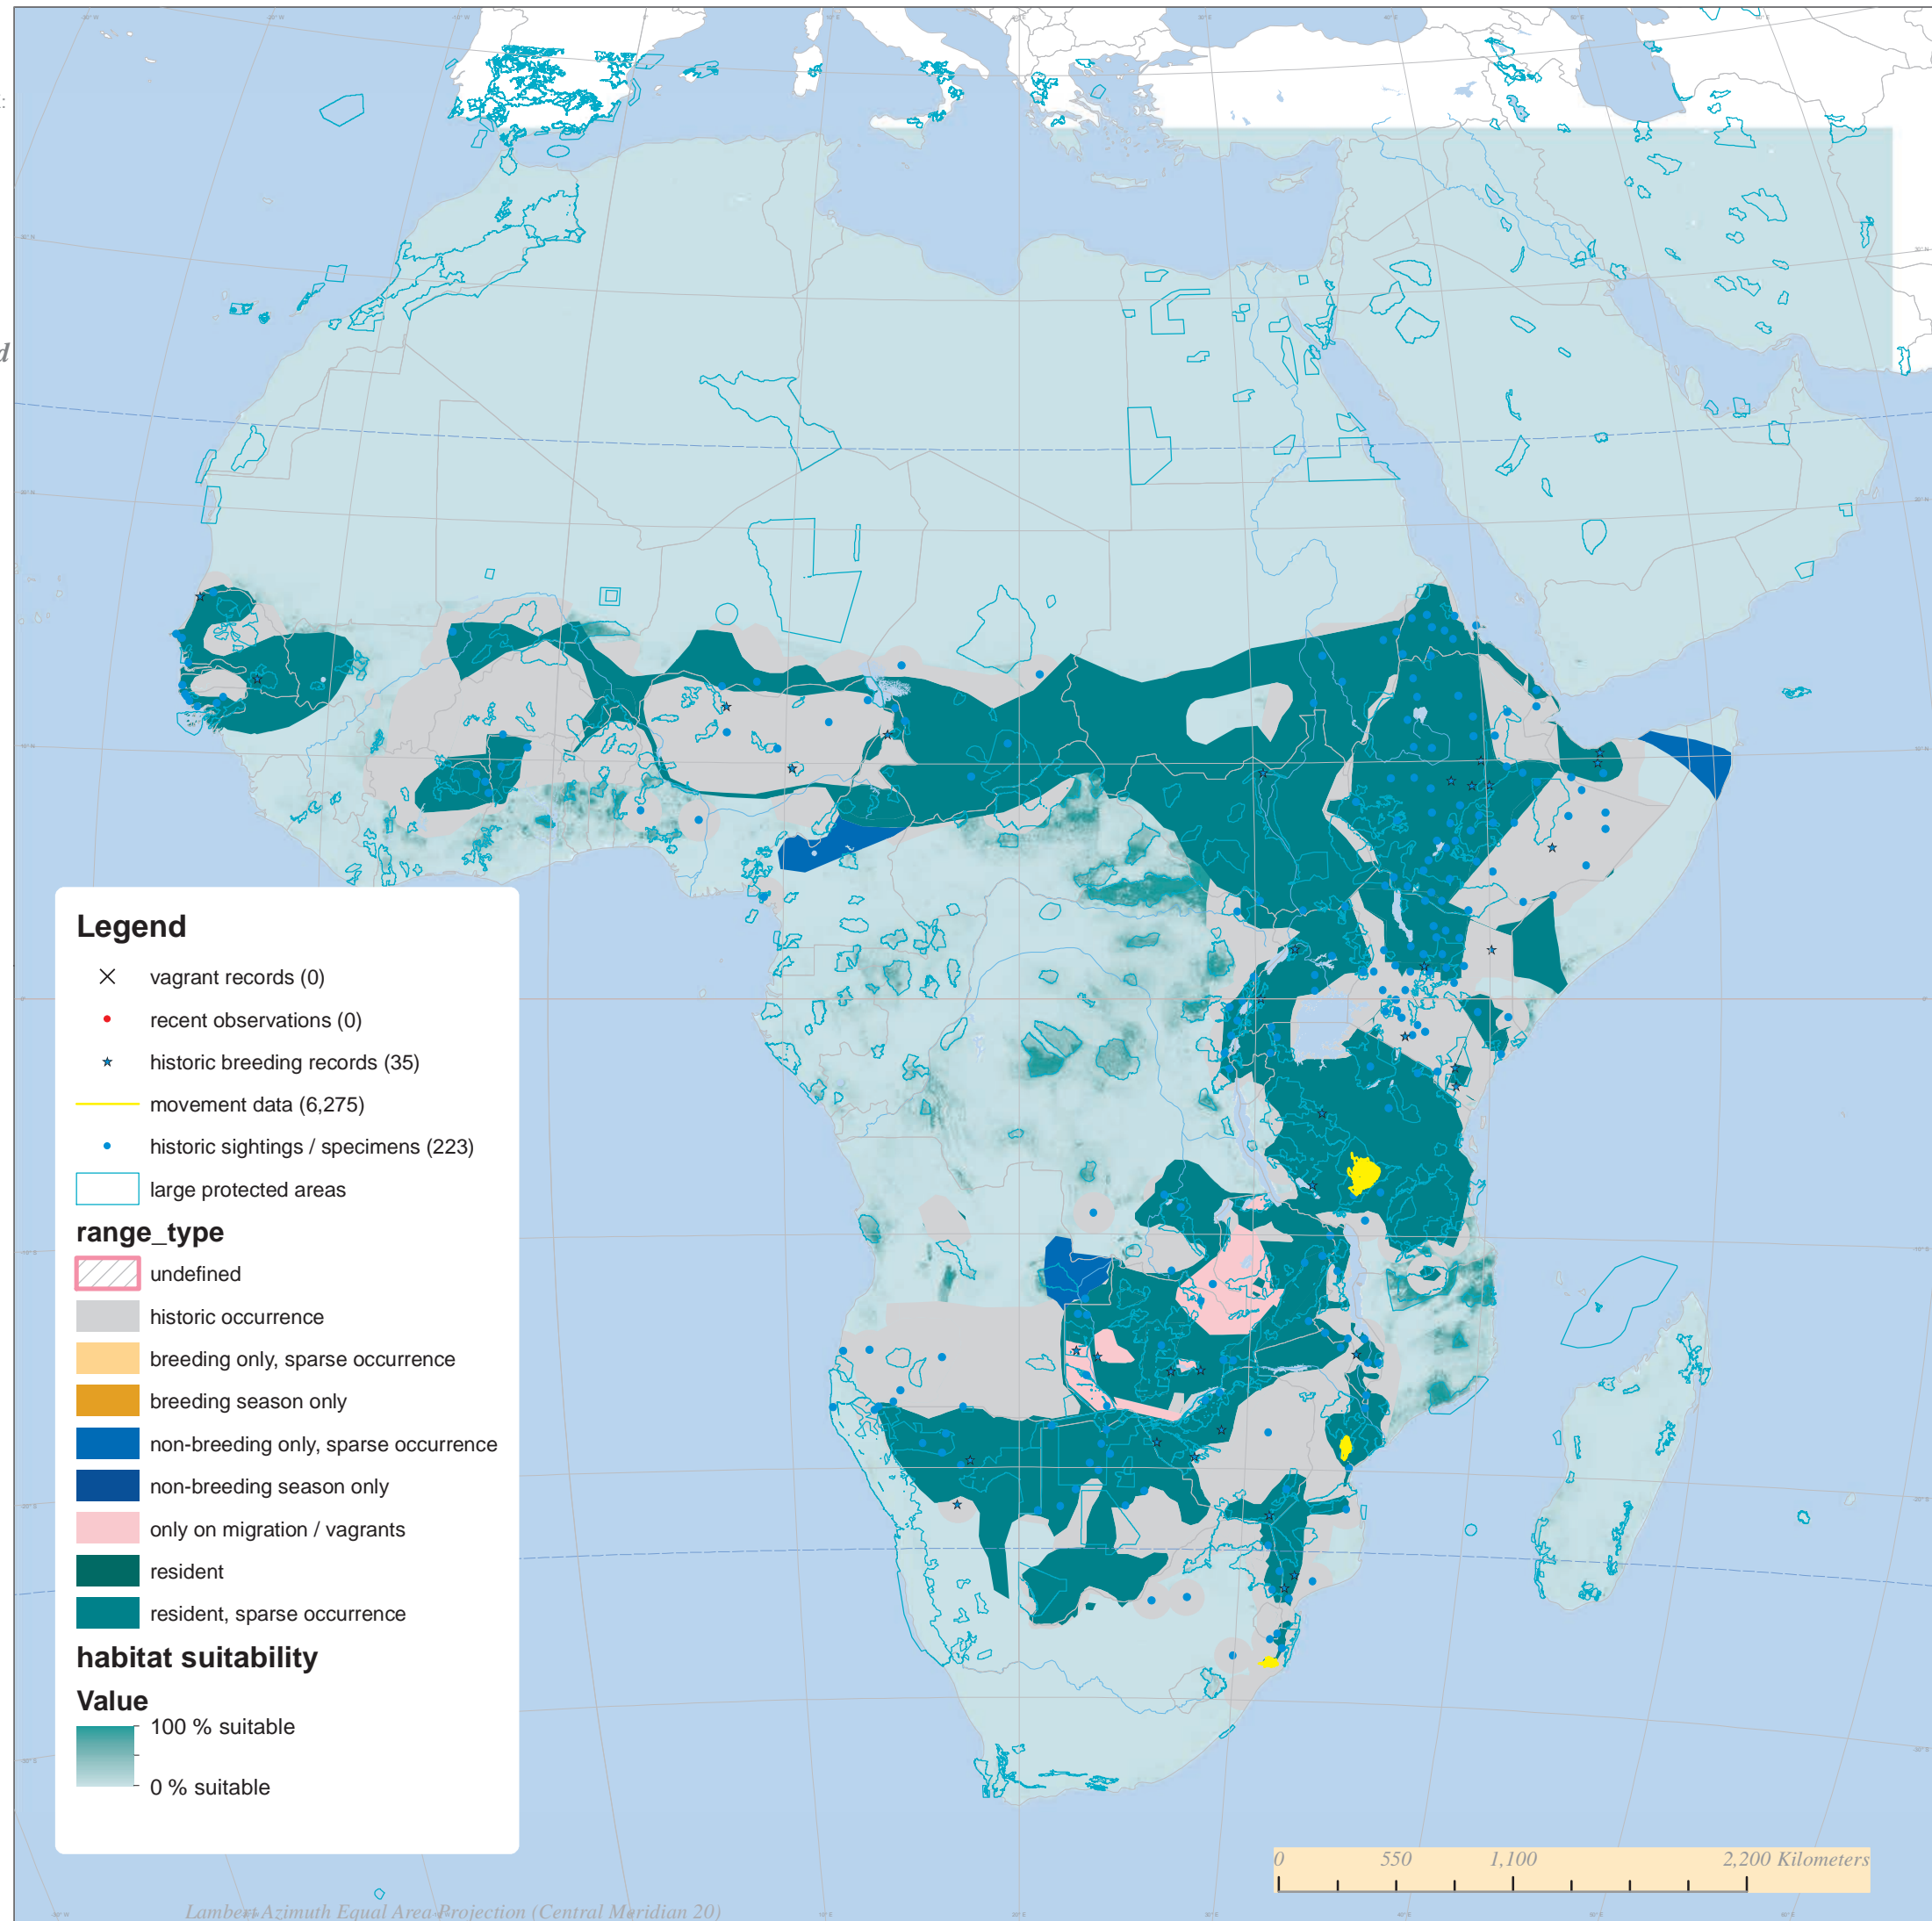 d
Legend
vagrant records (0)
recent observations (0)
historic breeding records (35)
movement data (6,275)
historic sightings / specimens (223)
large protected areas
range_type
undefined
historic occurrence
breeding only, sparse occurrence
breeding season only
non-breeding only, sparse occurrence
non-breeding season only
only on migration / vagrants
resident
resident, sparse occurrence
habitat suitability
Value
100 % suitable
0 % suitable
0 550 1,100 2,200 Kilometers
Lambert Azimuth Equal Area Projection (Central Meridian 20)